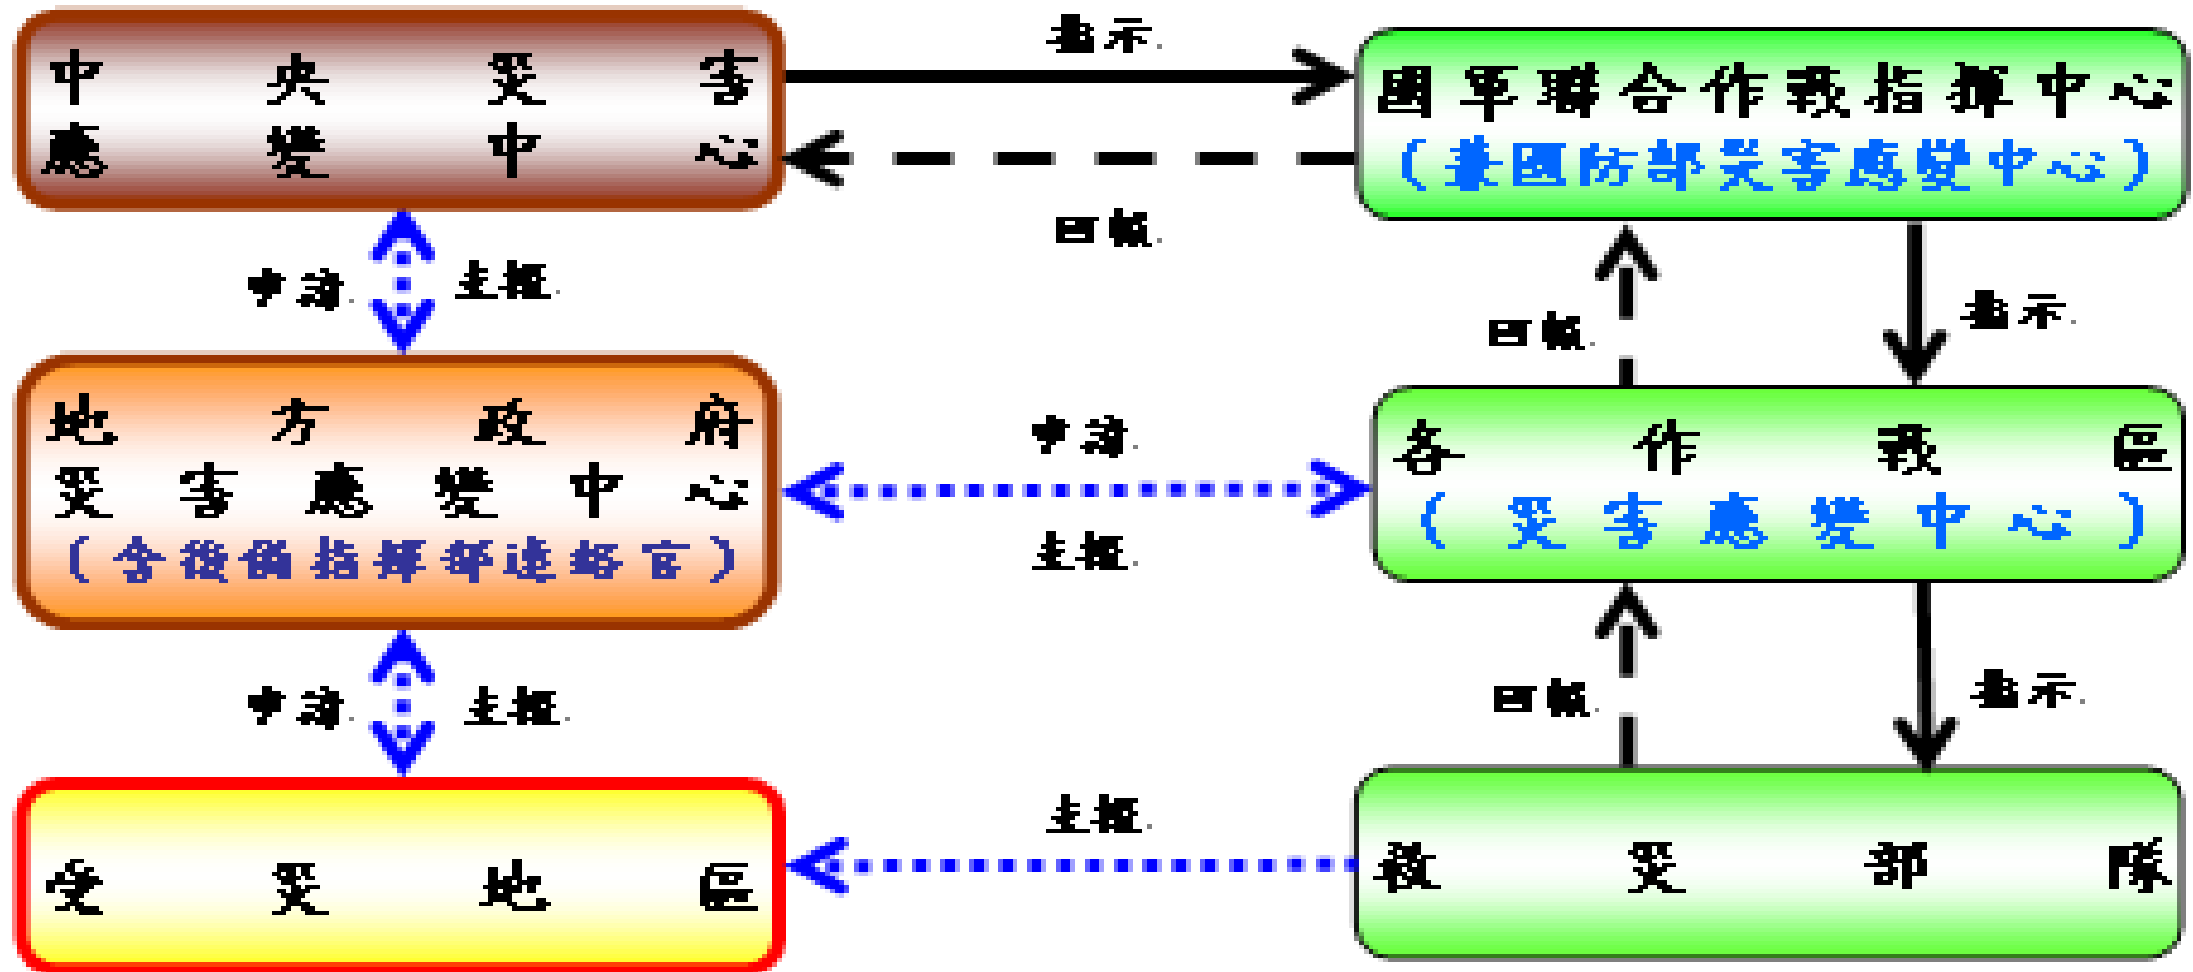 中央災害
應變中心
指示
國軍聯合作戰指揮中心
(兼國防部災害應變中心)
回報
申請
主援
回報
指示
地方政府
災害應變中心
(含後備指揮部連絡官)
申請
主援
各作戰區
(災害應變中心)
申請
主援
回報
指示
受災地區
主援
救災部隊